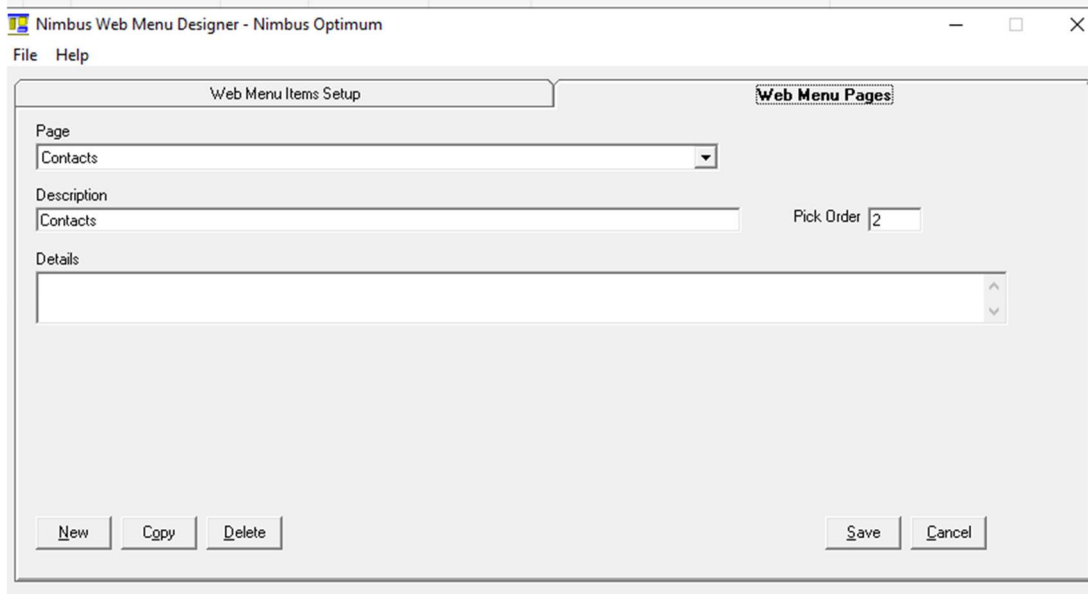 Nimbus Web Menu Designer - Nimbus Optimum
File Help
Web Menu Items Setup Web Menu Pages
Page
Contacts
Description
Contacts Pick Order 2
Details
New Copy Delete Save Cancel